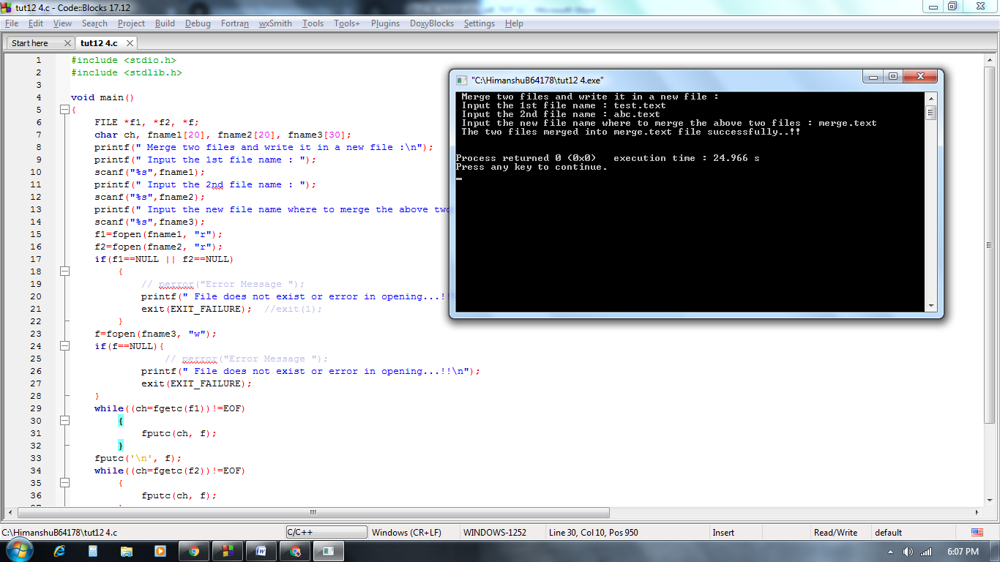 tut12 4.c - Code::Blocks 17.12
File Edit View Search Project Build Debug Fortran wxSmith Tools Tools+ Plugins DoxyBlocks Settings Help
Start here tut12 4.c
1 #include <stdio.h>
2 #include <stdlib.h>
3
4 void main()
5 {
6 FILE *f1, *f2, *f;
7 char ch, fname1[20], fname2[20], fname3[30];
8 printf(" Merge two files and write it in a new file :\n");
9 printf(" Input the 1st file name : ");
10 scanf("%s",fname1);
11 printf(" Input the 2nd file name : ");
12 scanf("%s",fname2);
13 printf(" Input the new file name where to merge the above two
14 scanf("%s",fname3);
15 f1=fopen(fname1, "r");
16 f2=fopen(fname2, "r");
17 if(f1==NULL || f2==NULL)
18 {
19 // perror("Error Message ");
20 printf(" File does not exist or error in opening...!
21 exit(EXIT_FAILURE); //exit(1);
22 }
23 f=fopen(fname3, "w");
24 if(f==NULL){
25 // perror("Error Message ");
26 printf(" File does not exist or error in opening...!!\n");
27 exit(EXIT_FAILURE);
28 }
29 while((ch=fgetc(f1))!=EOF)
30 {
31 fputc(ch, f);
32 }
33 fputc('\n', f);
34 while((ch=fgetc(f2))!=EOF)
35 {
36 fputc(ch, f);
"C:\HimanshuB64178\tut12 4.exe"
Merge two files and write it in a new file :
Input the 1st file name : test.text
Input the 2nd file name : abc.text
Input the new file name where to merge the above two files : merge.text
The two files merged into merge.text file successfully..!!
Process returned 0 (0x0) execution time : 24.966 s
Press any key to continue.
C:\HimanshuB64178\tut12 4.c C/C++ Windows (CR+LF) WINDOWS-1252 Line 30, Col 10, Pos 950 Insert Read/Write default
6:07 PM